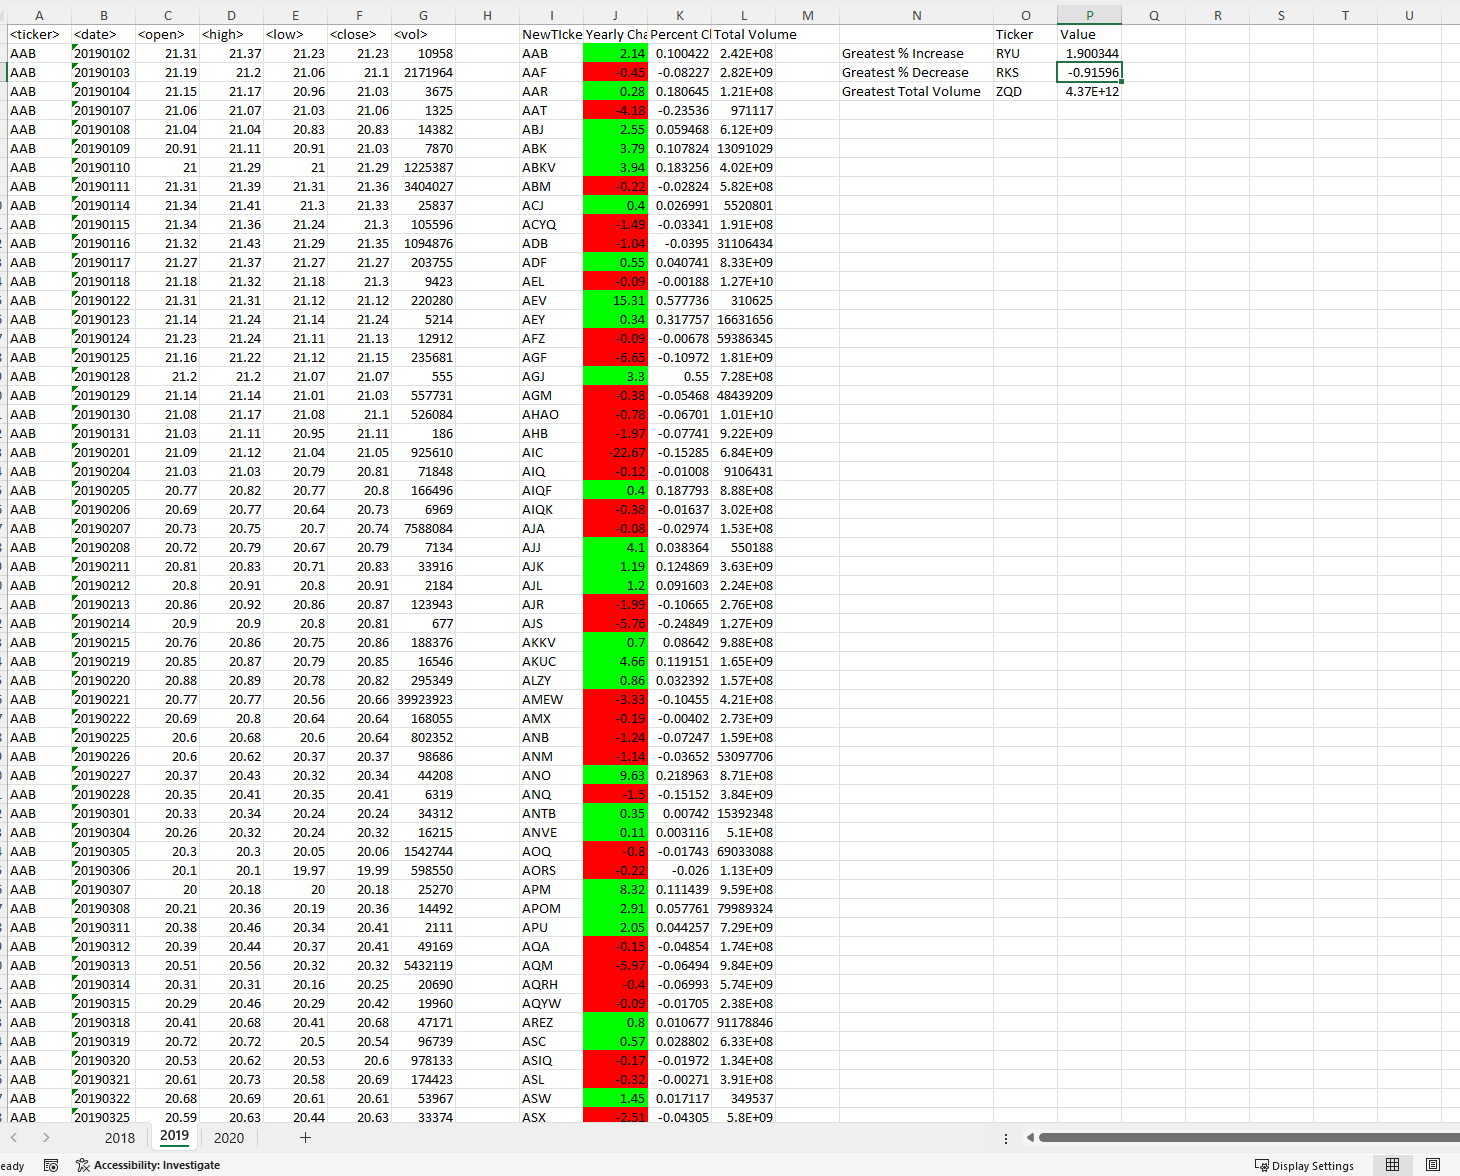 A B C D E F G H I J K L M N O P Q R S T U
<ticker> <date> <open> <high> <low> <close> <vol> NewTIcke Yearly Cha Percent Cl Total Volume Ticker Value
AAB 20190102 21.31 21.37 21.23 21.23 10958 AAB 2.14 0.100422 2.42E+08 Greatest % Increase RYU 1.900344
AAB 20190103 21.19 21.2 21.06 21.1 2171964 AAF -0.45 -0.08227 2.82E+09 Greatest % Decrease RKS -0.91596
AAB 20190104 21.15 21.17 20.96 21.03 3675 AAR 0.28 0.180645 1.21E+08 Greatest Total Volume ZQD 4.37E+12
AAB 20190107 21.06 21.07 21.03 21.06 1325 AAT -4.18 -0.23536 971117
AAB 20190108 21.04 21.04 20.83 20.83 14382 ABJ 2.55 0.059468 6.12E+09
AAB 20190109 20.91 21.11 20.91 21.03 7870 ABK 3.79 0.107824 13091029
AAB 20190110 21 21.29 21 21.29 1225387 ABKV 3.94 0.183256 4.02E+09
AAB 20190111 21.31 21.39 21.31 21.36 3404027 ABM -0.22 -0.02824 5.82E+08
AAB 20190114 21.34 21.41 21.3 21.33 25837 ACJ 0.4 0.026991 5520801
AAB 20190115 21.34 21.36 21.24 21.3 105596 ACYQ -1.49 -0.03341 1.91E+08
AAB 20190116 21.32 21.43 21.29 21.35 1094876 ADB -1.04 -0.0395 31106434
AAB 20190117 21.27 21.37 21.27 21.27 203755 ADF 0.55 0.040741 8.33E+09
AAB 20190118 21.18 21.32 21.18 21.3 9423 AEL -0.09 -0.00188 1.27E+10
AAB 20190122 21.31 21.31 21.12 21.12 220280 AEV 15.31 0.577736 310625
AAB 20190123 21.14 21.24 21.14 21.24 5214 AEY 0.34 0.317757 16631656
AAB 20190124 21.23 21.24 21.11 21.13 12912 AFZ -0.09 -0.00678 59386345
AAB 20190125 21.16 21.22 21.12 21.15 235681 AGF -6.65 -0.10972 1.81E+09
AAB 20190128 21.2 21.2 21.07 21.07 555 AGJ 3.3 0.55 7.28E+08
AAB 20190129 21.14 21.14 21.01 21.03 557731 AGM -0.38 -0.05468 48439209
AAB 20190130 21.08 21.17 21.08 21.1 526084 AHAO -0.78 -0.06701 1.01E+10
AAB 20190131 21.03 21.11 20.95 21.11 186 AHB -1.97 -0.07741 9.22E+09
AAB 20190201 21.09 21.12 21.04 21.05 925610 AIC -22.67 -0.15285 6.84E+09
AAB 20190204 21.03 21.03 20.79 20.81 71848 AIQ -0.12 -0.01008 9106431
AAB 20190205 20.77 20.82 20.77 20.8 166496 AIQF 0.4 0.187793 8.88E+08
AAB 20190206 20.69 20.77 20.64 20.73 6969 AIQK -0.38 -0.01637 3.02E+08
AAB 20190207 20.73 20.75 20.7 20.74 7588084 AJA -0.08 -0.02974 1.53E+08
AAB 20190208 20.72 20.79 20.67 20.79 7134 AJJ 4.1 0.038364 550188
AAB 20190211 20.81 20.83 20.71 20.83 33916 AJK 1.19 0.124869 3.63E+09
AAB 20190212 20.8 20.91 20.8 20.91 2184 AJL 1.2 0.091603 2.24E+08
AAB 20190213 20.86 20.92 20.86 20.87 123943 AJR -1.99 -0.10665 2.76E+08
AAB 20190214 20.9 20.9 20.8 20.81 677 AJS -5.76 -0.24849 1.27E+09
AAB 20190215 20.76 20.86 20.75 20.86 188376 AKKV 0.7 0.08642 9.88E+08
AAB 20190219 20.85 20.87 20.79 20.85 16546 AKUC 4.66 0.119151 1.65E+09
AAB 20190220 20.88 20.89 20.78 20.82 295349 ALZY 0.86 0.032392 1.57E+08
AAB 20190221 20.77 20.77 20.56 20.66 39923923 AMEW -3.33 -0.10455 4.21E+08
AAB 20190222 20.69 20.8 20.64 20.64 168055 AMX -0.19 -0.00402 2.73E+09
AAB 20190225 20.6 20.68 20.6 20.64 802352 ANB -1.24 -0.07247 1.59E+08
AAB 20190226 20.6 20.62 20.37 20.37 98686 ANM -1.14 -0.03652 53097706
AAB 20190227 20.37 20.43 20.32 20.34 44208 ANO 9.63 0.218963 8.71E+08
AAB 20190228 20.35 20.41 20.35 20.41 6319 ANQ -1.5 -0.15152 3.84E+09
AAB 20190301 20.33 20.34 20.24 20.24 34312 ANTB 0.35 0.00742 15392348
AAB 20190304 20.26 20.32 20.24 20.32 16215 ANVE 0.11 0.003116 5.1E+08
AAB 20190305 20.3 20.3 20.05 20.06 1542744 AOQ -0.8 -0.01743 69033088
AAB 20190306 20.1 20.1 19.97 19.99 598550 AORS -0.22 -0.026 1.13E+09
AAB 20190307 20 20.18 20 20.18 25270 APM 8.32 0.111439 9.59E+08
AAB 20190308 20.21 20.36 20.19 20.36 14492 APOM 2.91 0.057761 79989324
AAB 20190311 20.38 20.46 20.34 20.41 2111 APU 2.05 0.044257 7.29E+09
AAB 20190312 20.39 20.44 20.37 20.41 49169 AQA -0.15 -0.04854 1.74E+08
AAB 20190313 20.51 20.56 20.32 20.32 5432119 AQM -5.97 -0.06494 9.84E+09
AAB 20190314 20.31 20.31 20.16 20.25 20690 AQRH -0.4 -0.06993 5.74E+09
AAB 20190315 20.29 20.46 20.29 20.42 19960 AQYW -0.09 -0.01705 2.38E+08
AAB 20190318 20.41 20.68 20.41 20.68 47171 AREZ 0.8 0.010677 91178846
AAB 20190319 20.72 20.72 20.5 20.54 96739 ASC 0.57 0.028802 6.33E+08
AAB 20190320 20.53 20.62 20.53 20.6 978133 ASIQ -0.17 -0.01972 1.34E+08
AAB 20190321 20.61 20.73 20.58 20.69 174423 ASL -0.32 -0.00271 3.91E+08
AAB 20190322 20.68 20.69 20.61 20.61 53967 ASW 1.45 0.017117 349537
AAB 20190325 20.59 20.63 20.44 20.63 33374 ASX -2.51 -0.04305 5.8E+09
2018 2019 2020
eady Accessibility: Investigate Display Settings